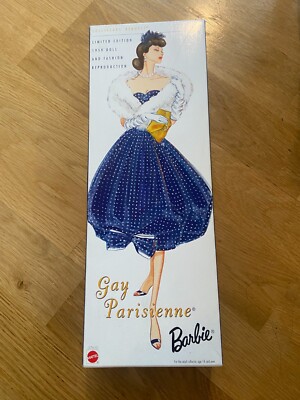 LIMITED EDITION
1959 DOLL
AND FASHION
REPRODUCTION
Gay
Parisienne®
Barbie®
MATTEL